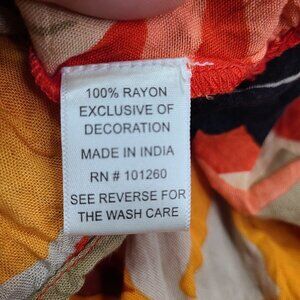 100% RAYON
EXCLUSIVE OF
DECORATION
MADE IN INDIA
RN # 101260
SEE REVERSE FOR
THE WASH CARE